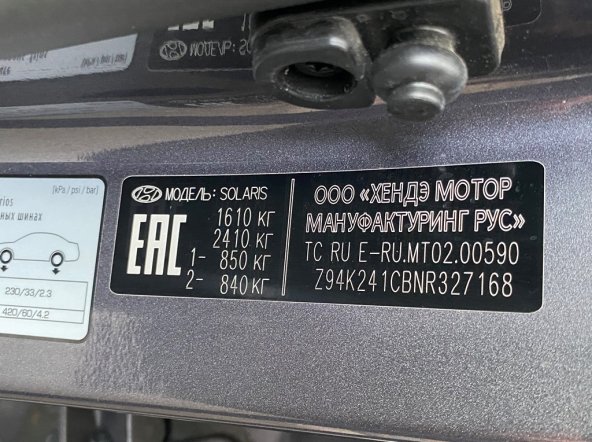 МОДЕЛЬ: SOLARIS
EAC
1610 КГ
2410 КГ
1- 850 КГ
2- 840 КГ
ООО «ХЕНДЭ МОТОР
МАНУФАКТУРИНГ РУС»
ТС RU E-RU.MT02.00590
Z94K241CBNR327168
[kPa / psi / bar]
шинах
230/33/2.3
420/60/4.2